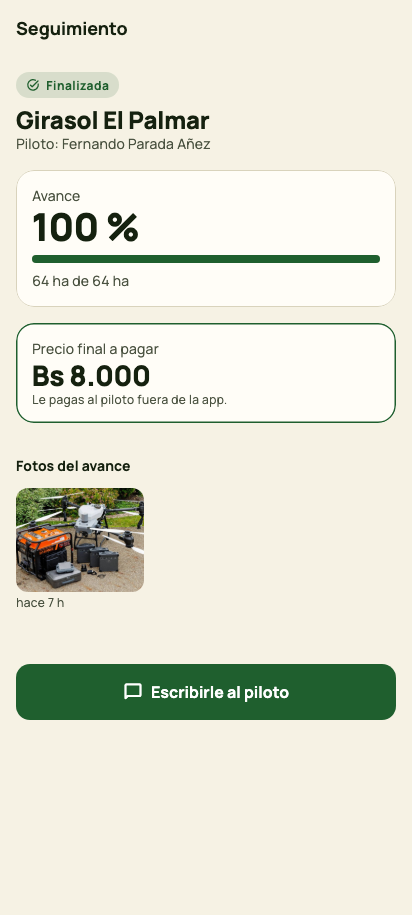 Seguimiento
Finalizada
Girasol El Palmar
Piloto: Fernando Parada Añez
Avance
100 %
64 ha de 64 ha
Precio final a pagar
Bs 8.000
Le pagas al piloto fuera de la app.
Fotos del avance
hace 7 h
Escribirle al piloto